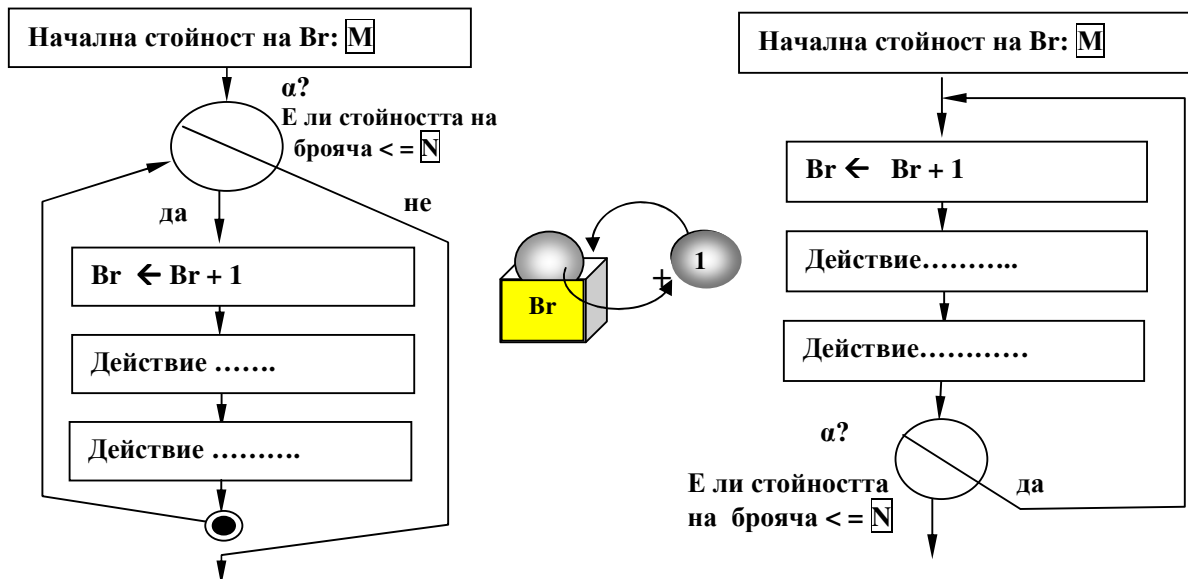 Начална стойност на Br: M
α?
Е ли стойността на
брояча < = N
да
не
Br ← Br + 1
Действие …….
Действие ……….
Br
+
1
Начална стойност на Br: M
Br ← Br + 1
Действие………..
Действие…………
α?
Е ли стойността
на брояча < = N
да